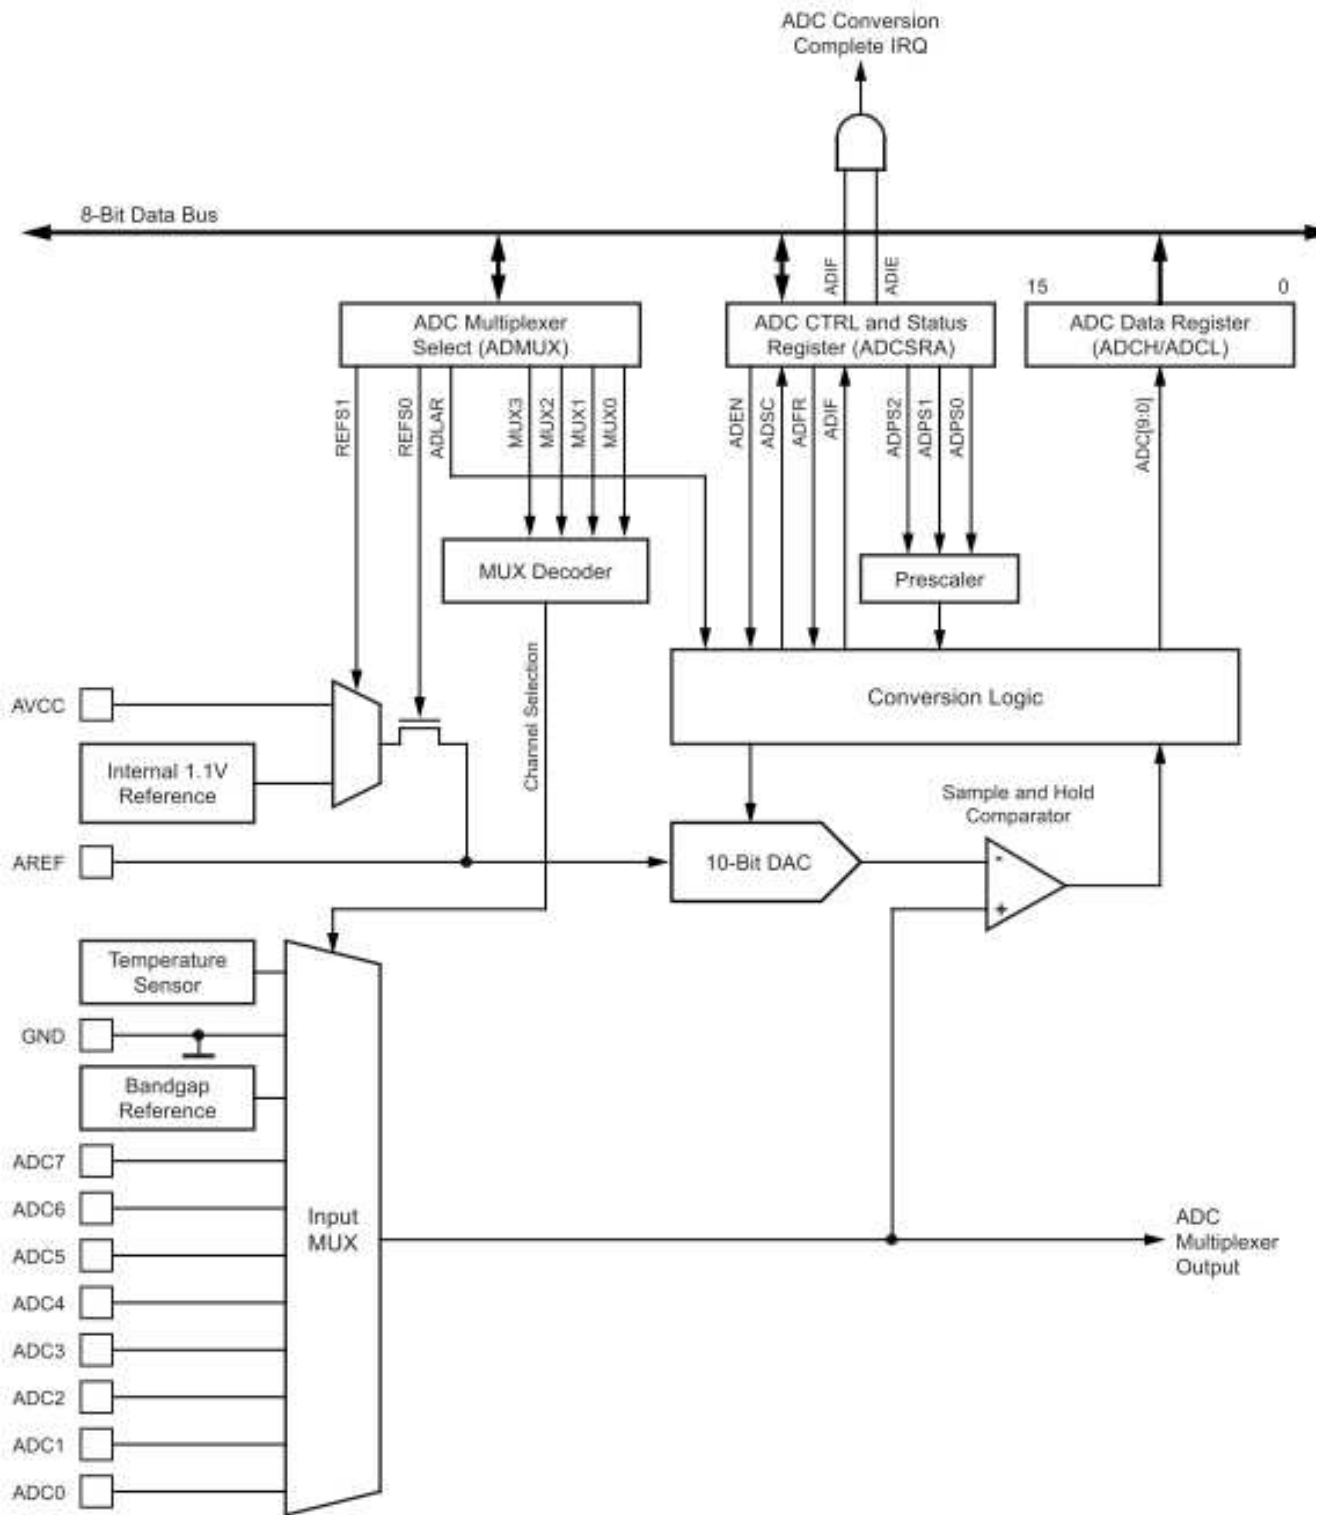 ADC Conversion
Complete IRQ
8-Bit Data Bus
ADIF
ADIE
15
0
ADC Multiplexer
Select (ADMUX)
ADC CTRL and Status
Register (ADCSRA)
ADC Data Register
(ADCH/ADCL)
REFS1
REFS0
ADLAR
MUX3
MUX2
MUX1
MUX0
ADEN
ADSC
ADFR
ADIF
ADPS2
ADPS1
ADPS0
ADC[9:0]
MUX Decoder
Prescaler
Channel Selection
Conversion Logic
AVCC
Internal 1.1V
Reference
Sample and Hold
Comparator
AREF
10-Bit DAC
-
+
Temperature
Sensor
GND
Bandgap
Reference
ADC7
ADC6
ADC5
ADC4
ADC3
ADC2
ADC1
ADC0
Input
MUX
ADC
Multiplexer
Output